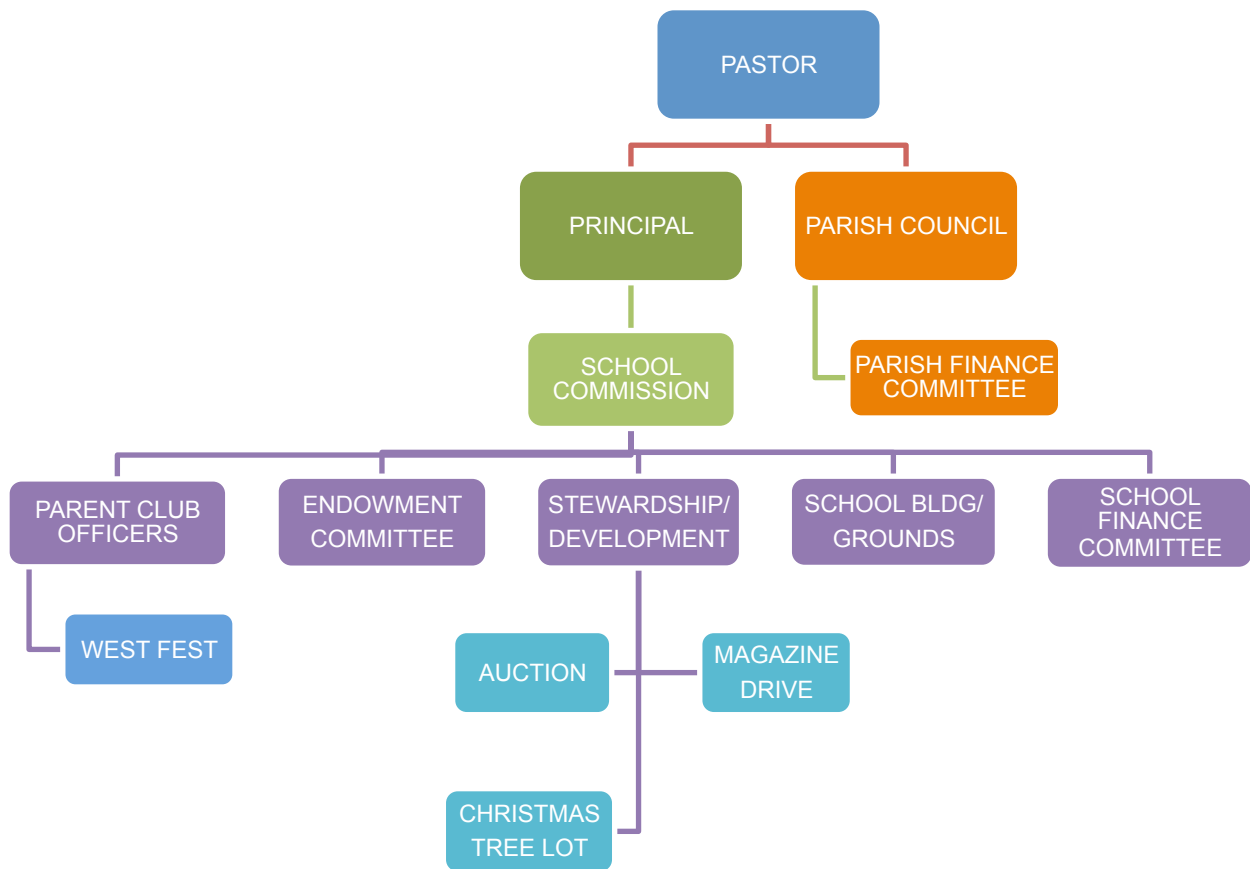 PASTOR
PRINCIPAL
PARISH COUNCIL
SCHOOL
COMMISSION
PARISH FINANCE
COMMITTEE
PARENT CLUB
OFFICERS
ENDOWMENT
COMMITTEE
STEWARDSHIP/
DEVELOPMENT
SCHOOL BLDG/
GROUNDS
SCHOOL
FINANCE
COMMITTEE
WEST FEST
AUCTION
MAGAZINE
DRIVE
CHRISTMAS
TREE LOT